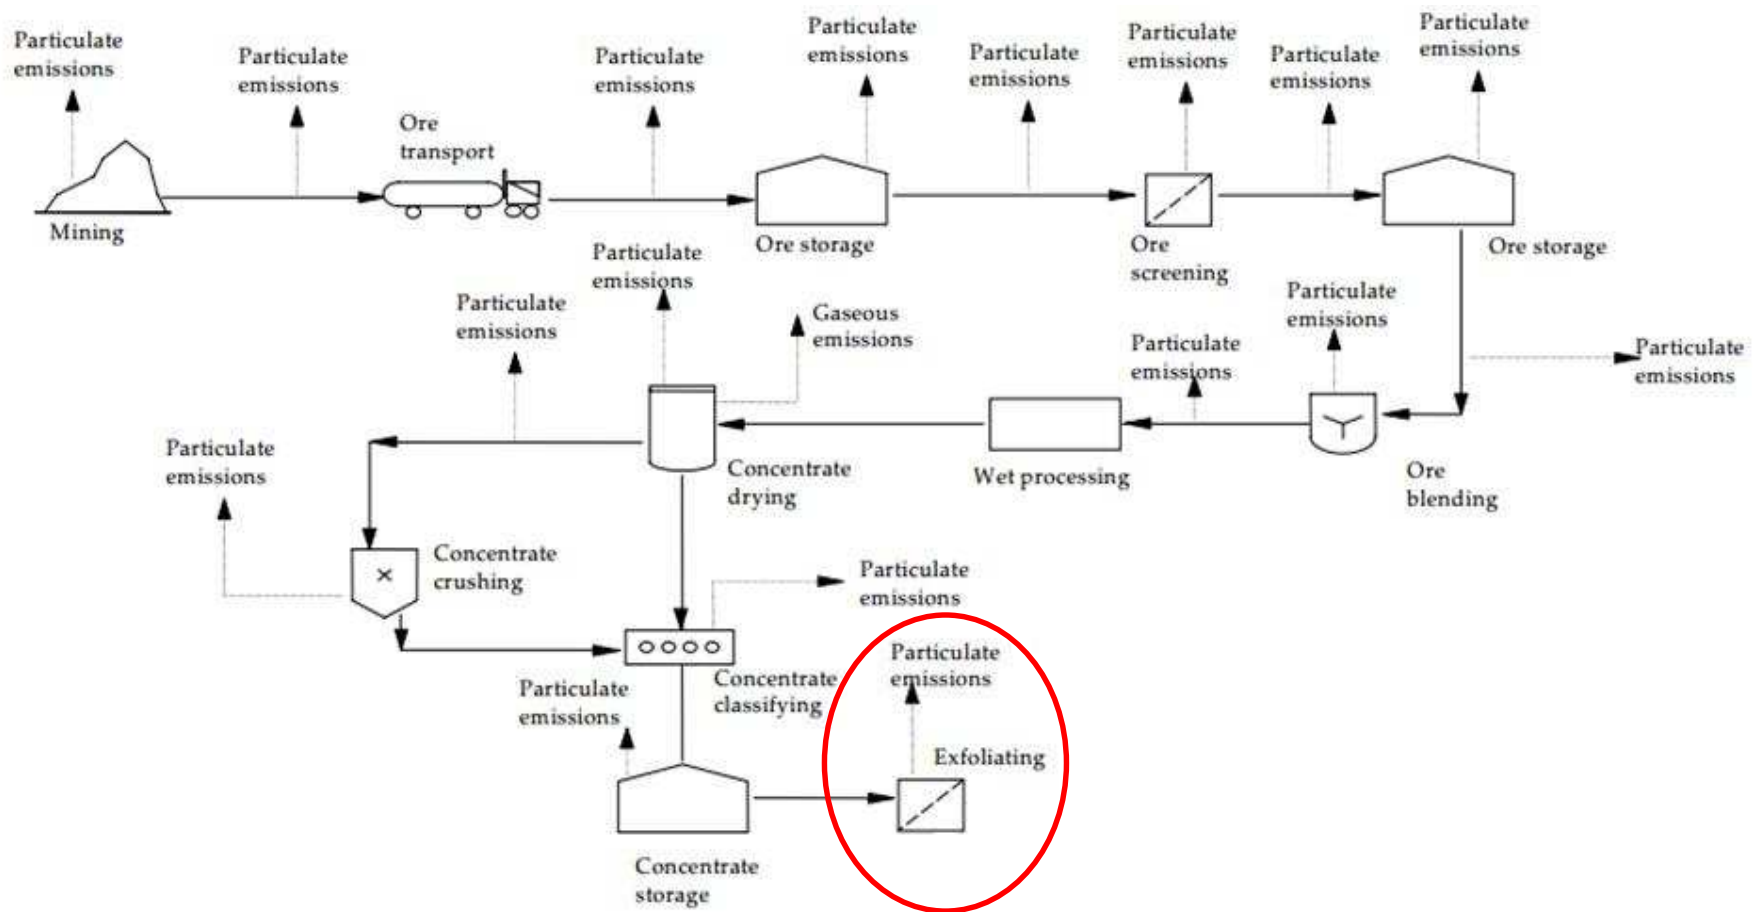 Particulate
emissions
Particulate
emissions
Particulate
emissions
Particulate
emissions
Particulate
emissions
Particulate
emissions
Particulate
emissions
Particulate
emissions
Ore
transport
Mining
Ore storage
Ore
screening
Ore storage
Particulate
emissions
Particulate
emissions
Gaseous
emissions
Particulate
emissions
Particulate
emissions
Particulate
emissions
Particulate
emissions
Concentrate
drying
Wet processing
Ore
blending
Concentrate
crushing
Particulate
emissions
Particulate
emissions
Concentrate
classifying
Particulate
emissions
Exfoliating
Concentrate
storage